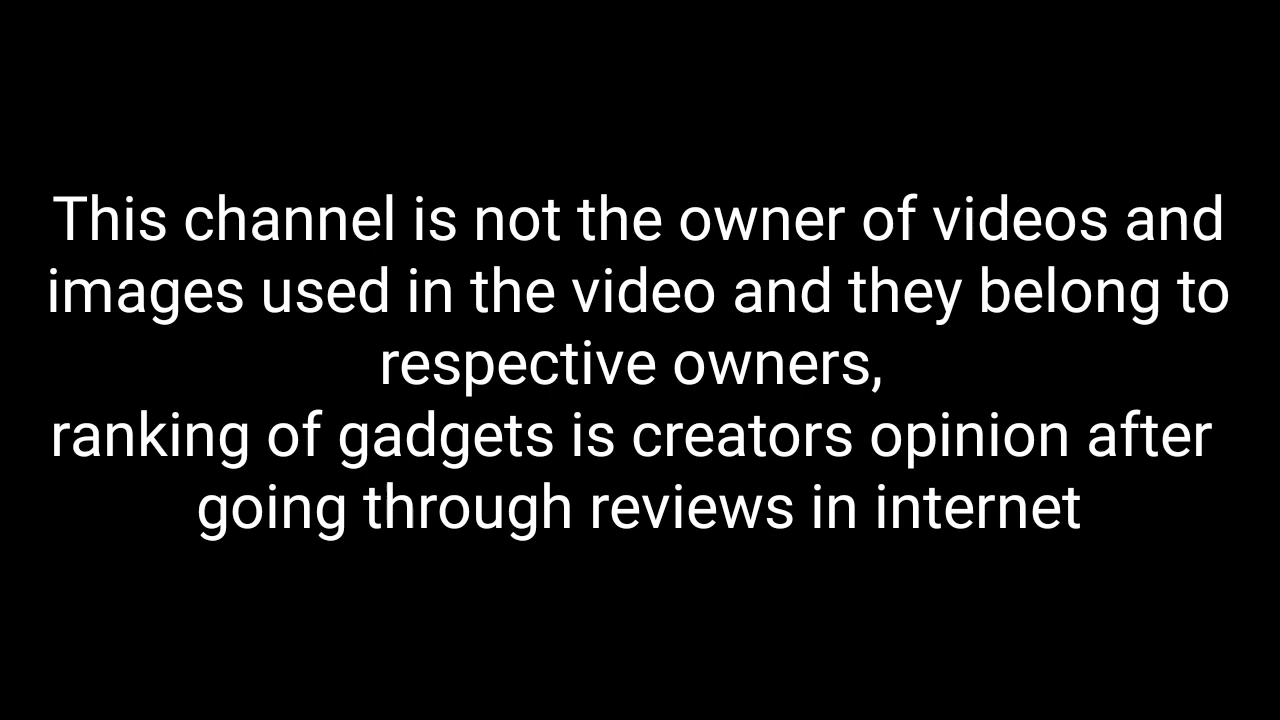 This channel is not the owner of videos and
images used in the video and they belong to
respective owners,
ranking of gadgets is creators opinion after
going through reviews in internet